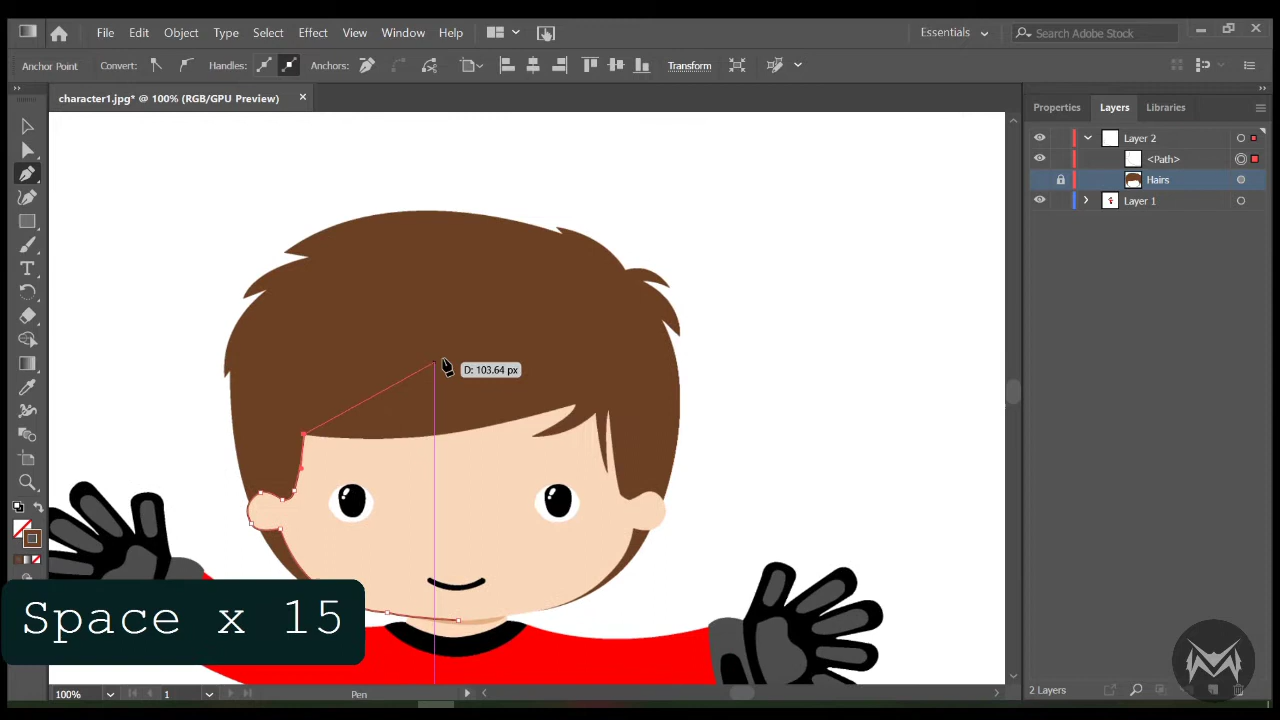 File Edit Object Type Select Effect View Window Help Essentials Search Adobe Stock
Anchor Point Convert: Handles: Anchors: Transform
character1.jpg* @ 100% (RGB/GPU Preview)
Properties Layers Libraries
Layer 2
<Path>
Hairs
Layer 1
D: 103.64 px
Space x 15
100% 1 Pen
2 Layers